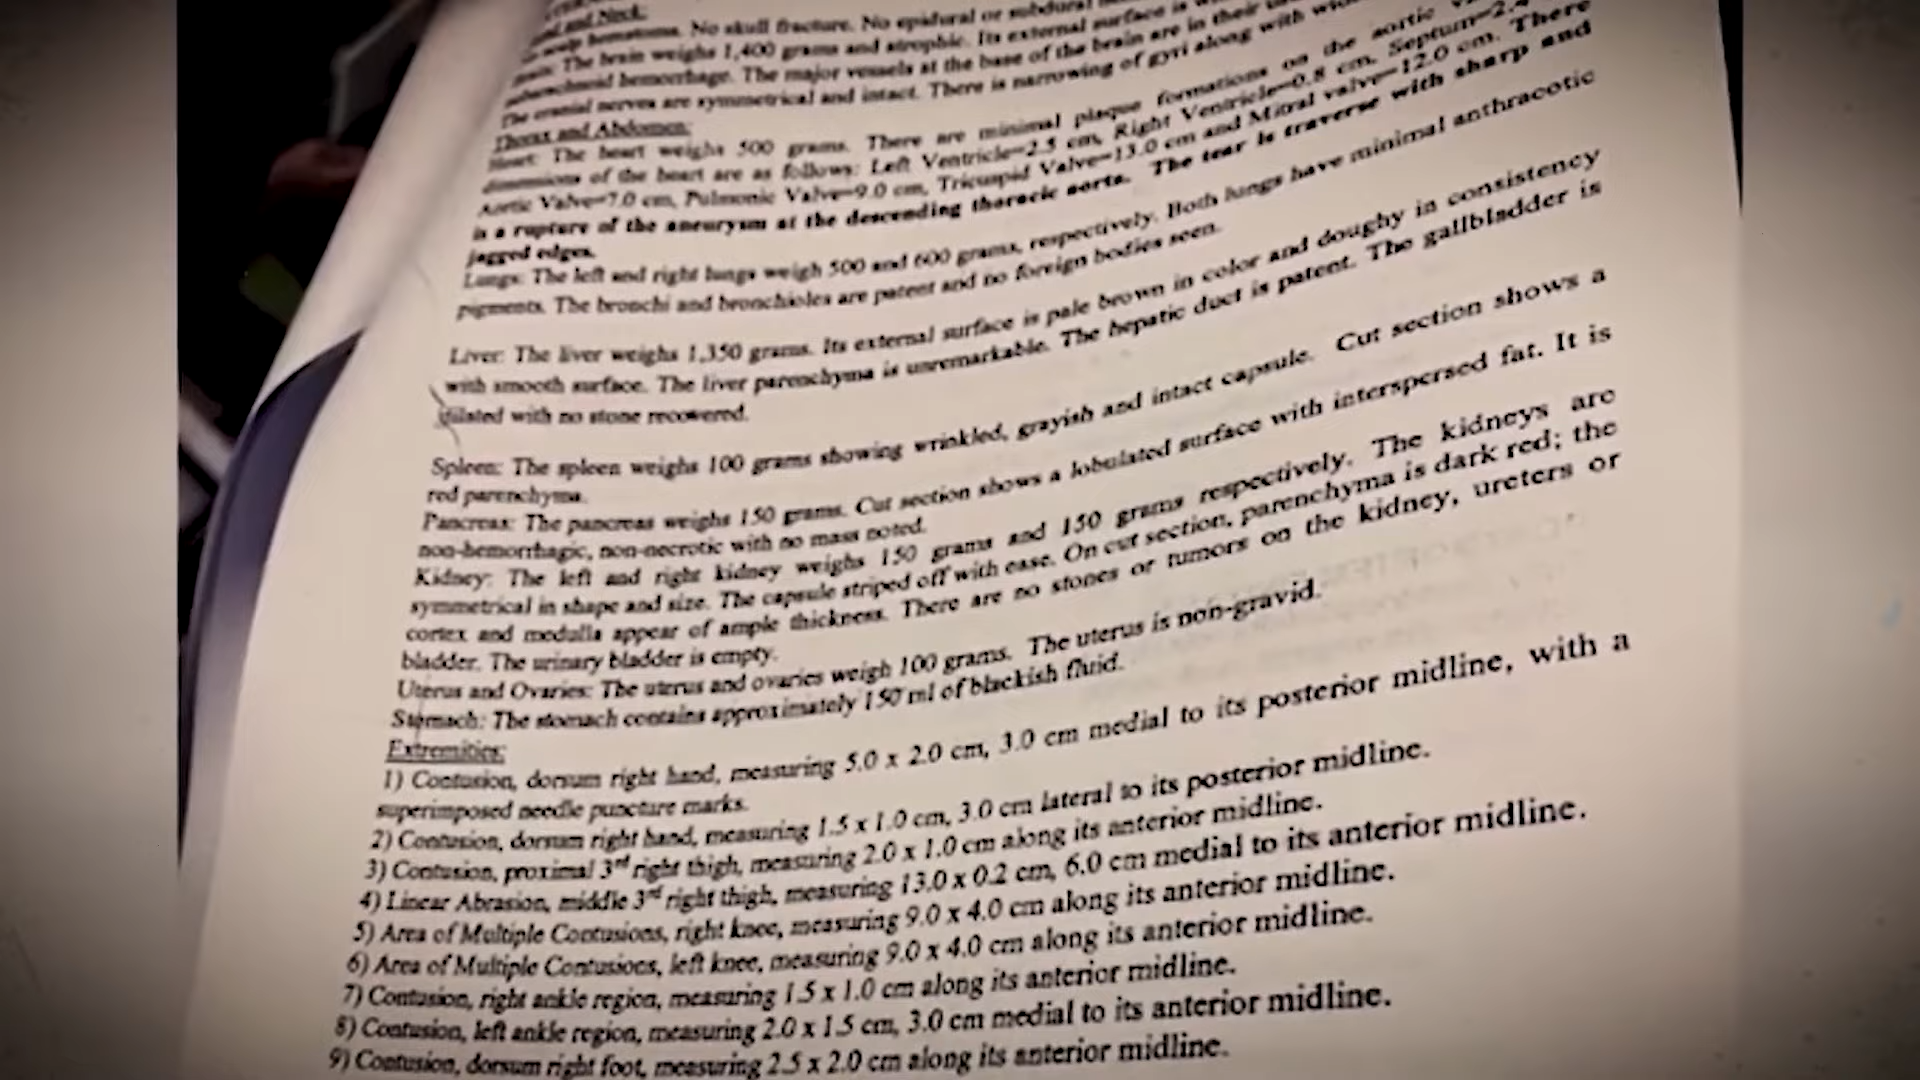 and Neck:
scalp hematoma. No skull fracture. No epidural or subdural
The brain weighs 1,400 grams and atrophic. Its external surface is
subarachnoid hemorrhage. The major vessels at the base of the brain are in their
The cranial nerves are symmetrical and intact. There is narrowing of gyri along with
Thorax and Abdomen:
Heart: The heart weighs 500 grams. There are minimal plaque formations on the aortic
dimensions of the heart are as follows: Left Ventricle=2.5 cm, Right Ventricle=0.8 cm, Septum=2.4
Aortic Valve=7.0 cm, Pulmonic Valve=9.0 cm, Tricuspid Valve=13.0 cm and Mitral valve=12.0 cm. There
is a rupture of the aneurysm at the descending thoracic aorta. The tear is traverse with sharp and
jagged edges.
Lungs: The left and right lungs weigh 500 and 600 grams, respectively. Both lungs have minimal anthracotic
pigments. The bronchi and bronchioles are patent and no foreign bodies seen.
Liver: The liver weighs 1,350 grams. Its external surface is pale brown in color and doughy in consistency
with smooth surface. The liver parenchyma is unremarkable. The hepatic duct is patent. The gallbladder is
dilated with no stone recovered.
Spleen: The spleen weighs 100 grams showing wrinkled, grayish and intact capsule. Cut section shows a
red parenchyma.
Pancreas: The pancreas weighs 150 grams. Cut section shows a lobulated surface with interspersed fat. It is
non-hemorrhagic, non-necrotic with no mass noted.
Kidney: The left and right kidney weighs 150 grams and 150 grams respectively. The kidneys are
symmetrical in shape and size. The capsule striped off with ease. On cut section, parenchyma is dark red; the
cortex and medulla appear of ample thickness. There are no stones or tumors on the kidney, ureters or
bladder. The urinary bladder is empty.
Uterus and Ovaries: The uterus and ovaries weigh 100 grams. The uterus is non-gravid.
Stomach: The stomach contains approximately 150 ml of blackish fluid.
Extremities:
1) Contusion, dorsum right hand, measuring 5.0 x 2.0 cm, 3.0 cm medial to its posterior midline, with a
superimposed needle puncture marks.
2) Contusion, dorsum right hand, measuring 1.5 x 1.0 cm, 3.0 cm lateral to its posterior midline.
3) Contusion, proximal 3rd right thigh, measuring 2.0 x 1.0 cm along its anterior midline.
4) Linear Abrasion, middle 3rd right thigh, measuring 13.0 x 0.2 cm, 6.0 cm medial to its anterior midline.
5) Area of Multiple Contusions, right knee, measuring 9.0 x 4.0 cm along its anterior midline.
6) Area of Multiple Contusions, left knee, measuring 9.0 x 4.0 cm along its anterior midline.
7) Contusion, right ankle region, measuring 1.5 x 1.0 cm along its anterior midline.
8) Contusion, left ankle region, measuring 2.0 x 1.5 cm, 3.0 cm medial to its anterior midline.
9) Contusion, dorsum right foot, measuring 2.5 x 2.0 cm along its anterior midline.